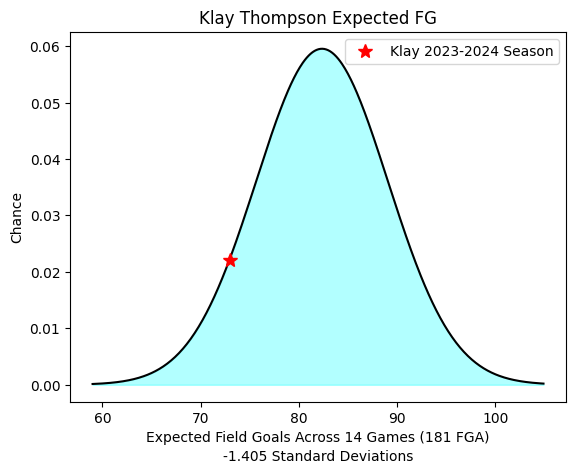 Klay Thompson Expected FG
Klay 2023-2024 Season
0.06
0.05
0.04
0.03
0.02
0.01
0.00
Chance
60 70 80 90 100
Expected Field Goals Across 14 Games (181 FGA)
-1.405 Standard Deviations